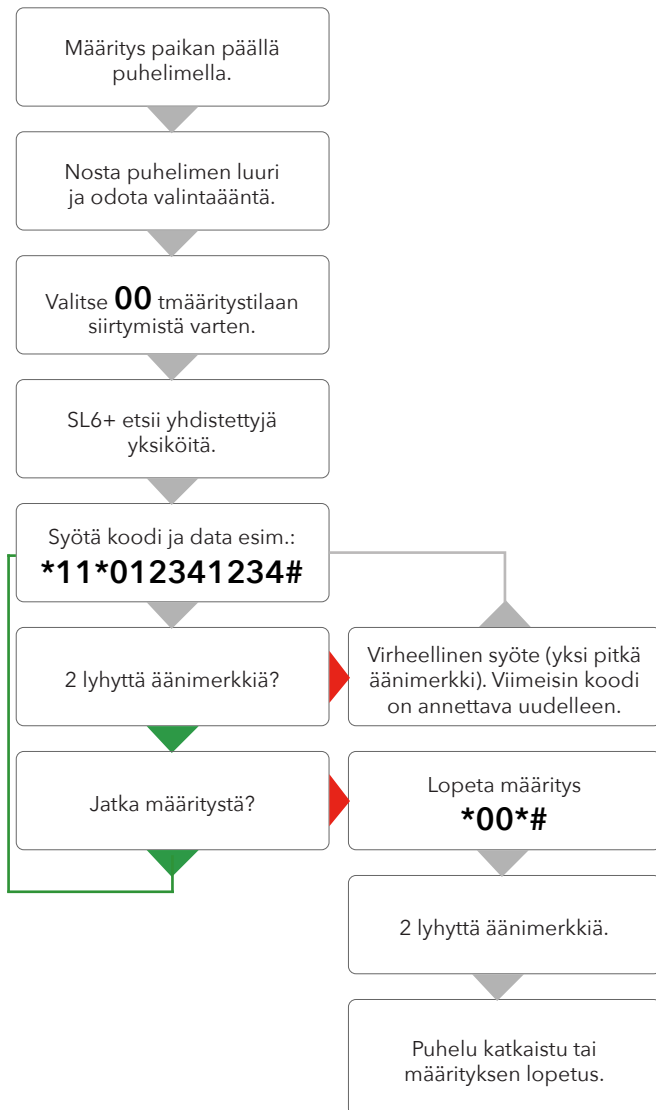 Määritys paikan päällä
puhelimella.
Nosta puhelimen luuri
ja odota valintaääntä.
Valitse 00 tmääritystilaan
siirtymistä varten.
SL6+ etsii yhdistettyjä
yksiköitä.
Syötä koodi ja data esim.:
*11*012341234#
2 lyhyttä äänimerkkiä?
Virheellinen syöte (yksi pitkä
äänimerkki). Viimeisin koodi
on annettava uudelleen.
Jatka määritystä?
Lopeta määritys
*00*#
2 lyhyttä äänimerkkiä.
Puhelu katkaistu tai
määrityksen lopetus.